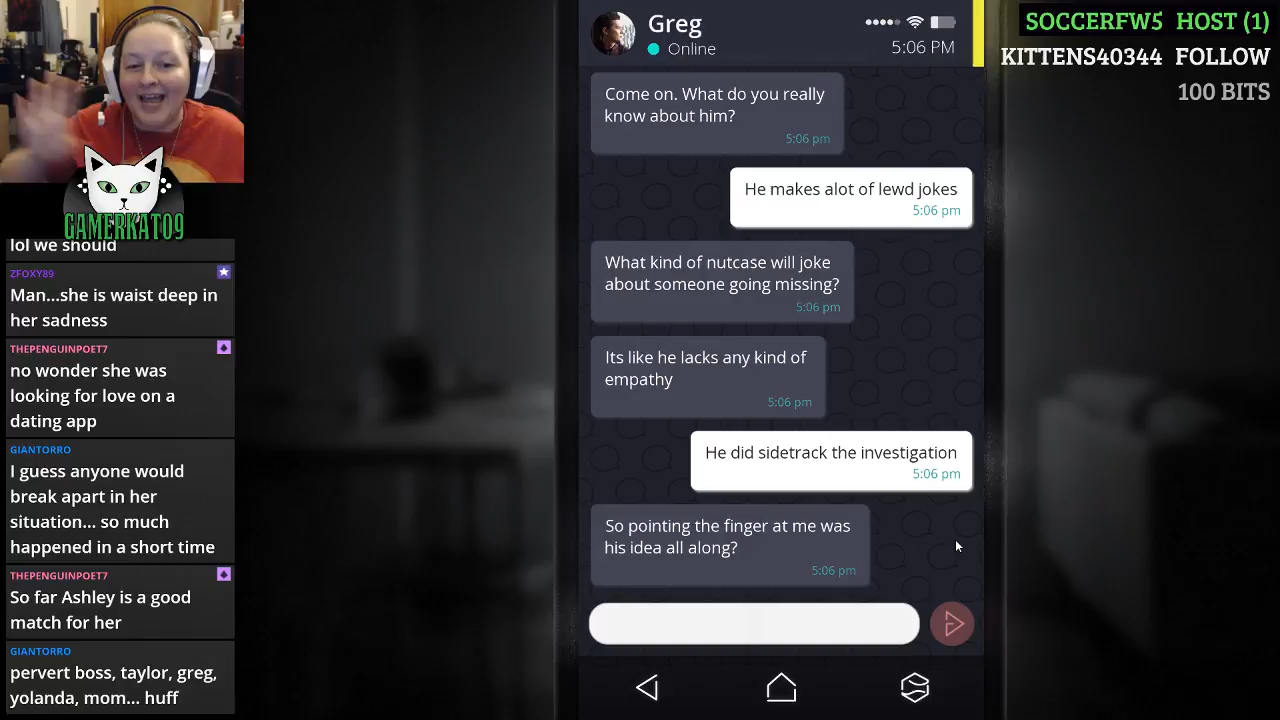 GAMERKAT09
lol we should
ZFOXY89
Man...she is waist deep in
her sadness
THEPENGUINPOET7
no wonder she was
looking for love on a
dating app
GIANTORRO
I guess anyone would
break apart in her
situation... so much
happened in a short time
THEPENGUINPOET7
So far Ashley is a good
match for her
GIANTORRO
pervert boss, taylor, greg,
yolanda, mom... huff
Greg
Online
5:06 PM
Come on. What do you really
know about him?
5:06 pm
He makes alot of lewd jokes
5:06 pm
What kind of nutcase will joke
about someone going missing?
5:06 pm
Its like he lacks any kind of
empathy
5:06 pm
He did sidetrack the investigation
5:06 pm
So pointing the finger at me was
his idea all along?
5:06 pm
SOCCERFW5 HOST (1)
KITTENS40344 FOLLOW
100 BITS